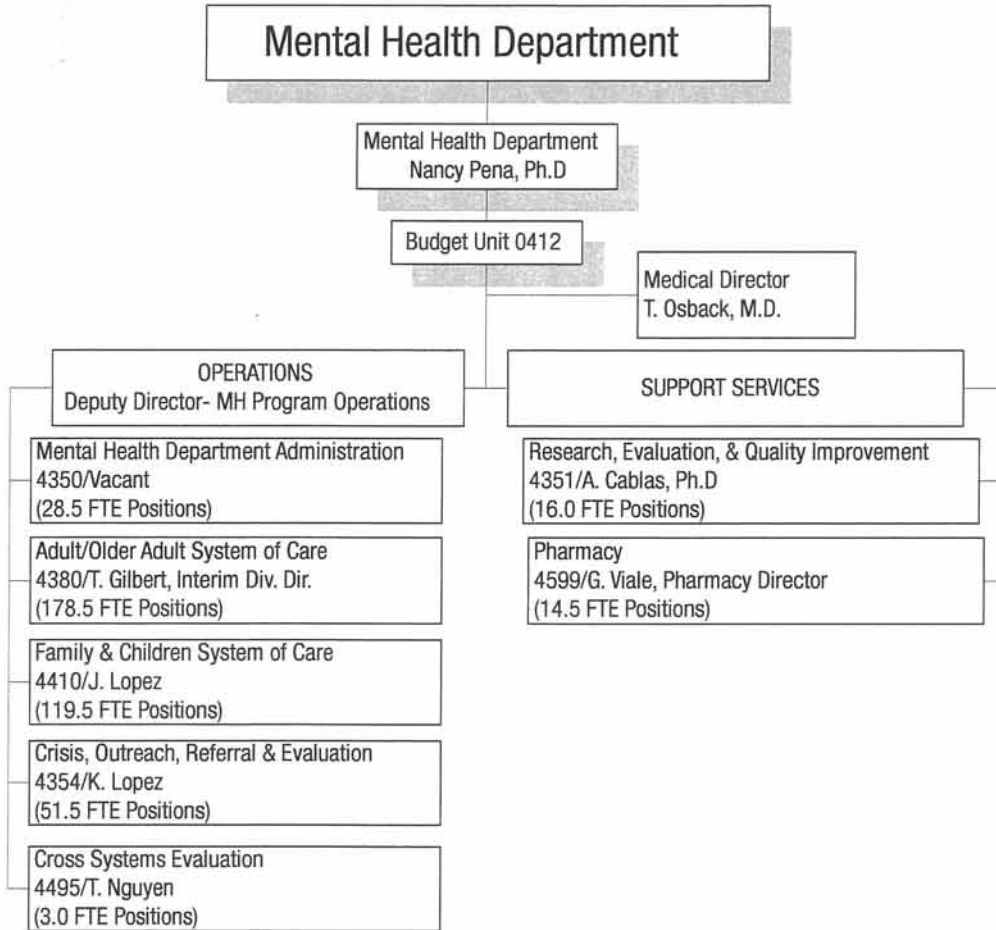 Mental Health Department
Mental Health Department
Nancy Pena, Ph.D
Budget Unit 0412
Medical Director
T. Osback, M.D.
OPERATIONS
Deputy Director- MH Program Operations
Mental Health Department Administration
4350/Vacant
(28.5 FTE Positions)
Adult/Older Adult System of Care
4380/T. Gilbert, Interim Div. Dir.
(178.5 FTE Positions)
Family & Children System of Care
4410/J. Lopez
(119.5 FTE Positions)
Crisis, Outreach, Referral & Evaluation
4354/K. Lopez
(51.5 FTE Positions)
Cross Systems Evaluation
4495/T. Nguyen
(3.0 FTE Positions)
SUPPORT SERVICES
Research, Evaluation, & Quality Improvement
4351/A. Cablas, Ph.D
(16.0 FTE Positions)
Pharmacy
4599/G. Viale, Pharmacy Director
(14.5 FTE Positions)